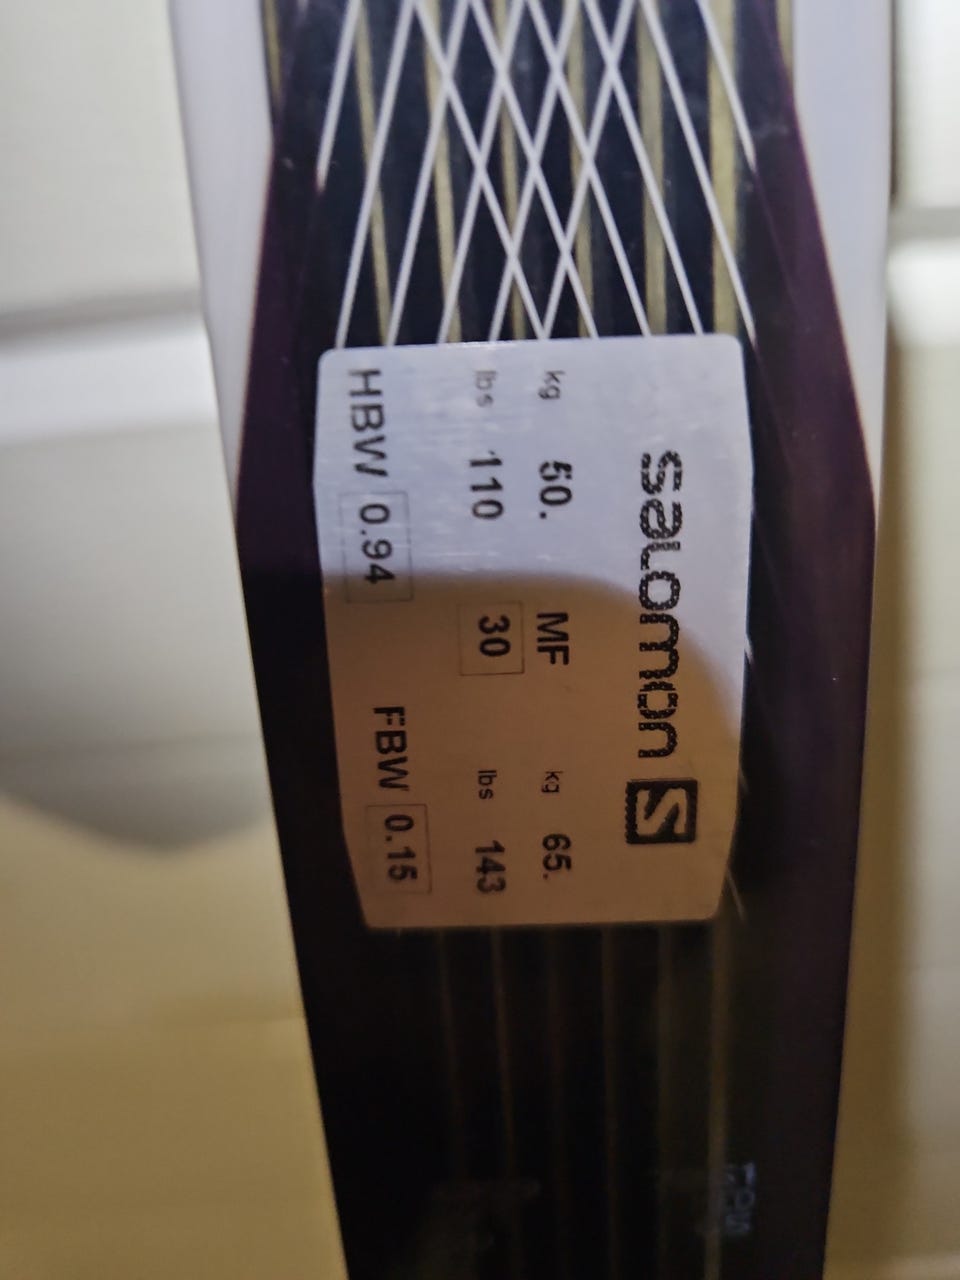 salomon S
kg 50. MF kg 65.
lbs 110 30 lbs 143
HBW 0.94 FBW 0.15